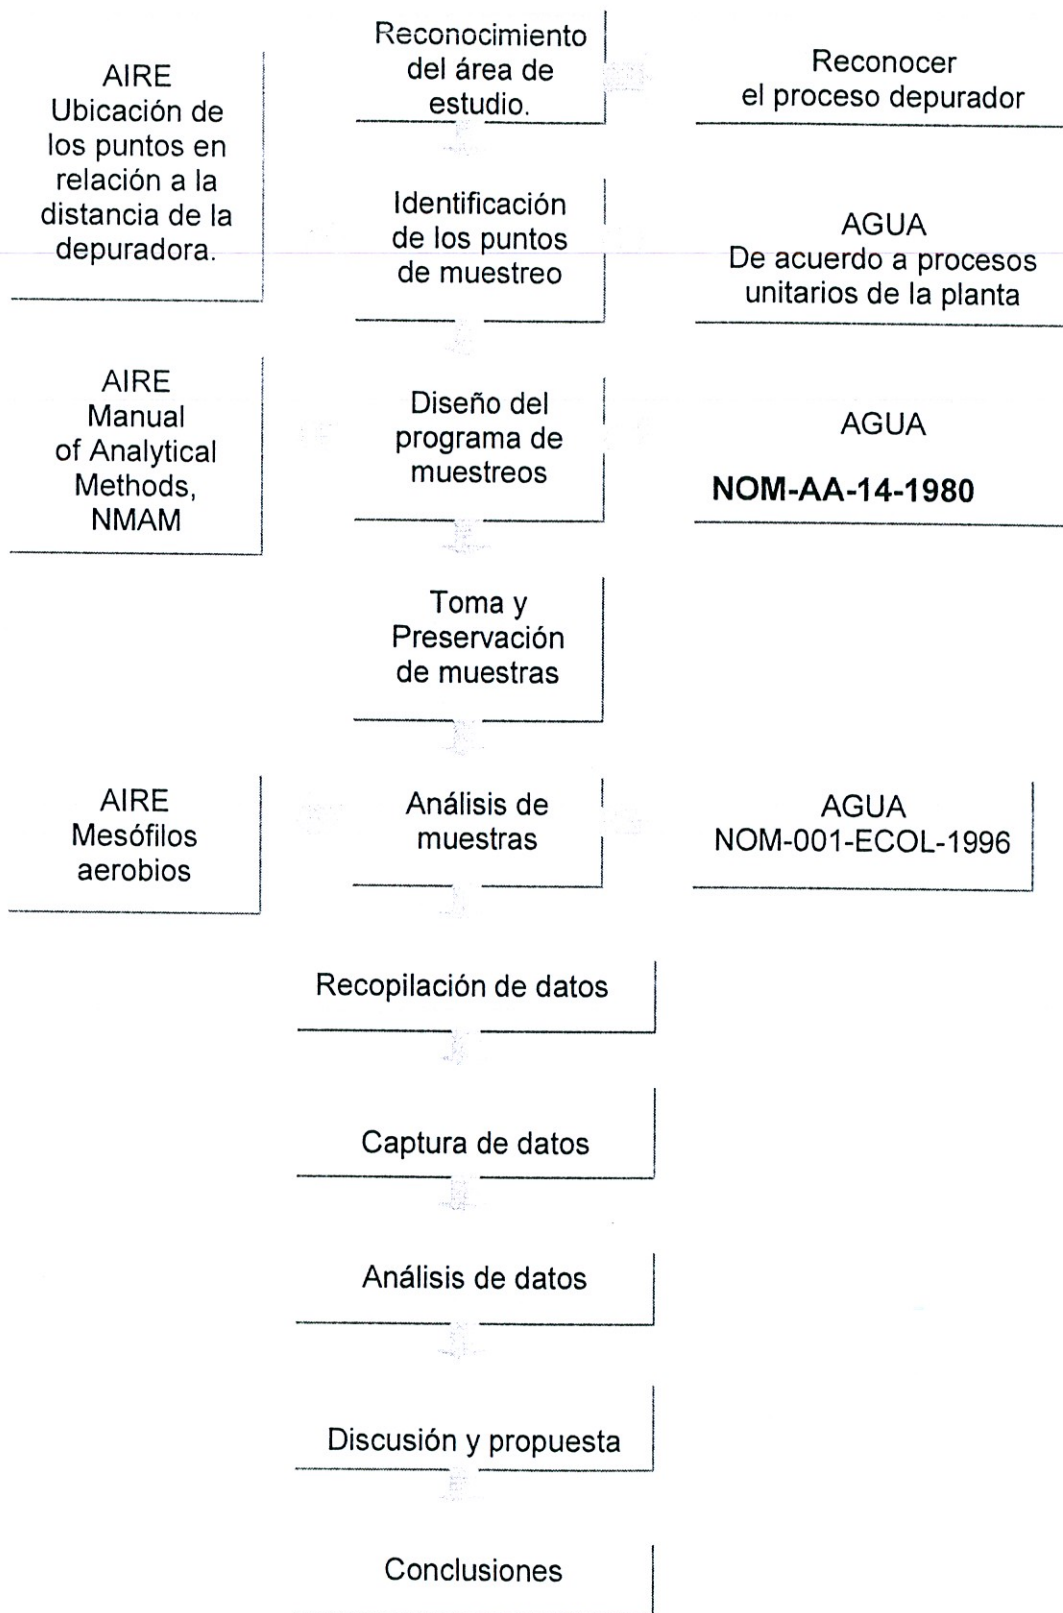 Reconocimiento
del área de
estudio.
Reconocer
el proceso depurador
AIRE
Ubicación de
los puntos en
relación a la
distancia de la
depuradora.
Identificación
de los puntos
de muestreo
AGUA
De acuerdo a procesos
unitarios de la planta
AIRE
Manual
of Analytical
Methods,
NMAM
Diseño del
programa de
muestreos
AGUA
NOM-AA-14-1980
Toma y
Preservación
de muestras
AIRE
Mesófilos
aerobios
Análisis de
muestras
AGUA
NOM-001-ECOL-1996
Recopilación de datos
Captura de datos
Análisis de datos
Discusión y propuesta
Conclusiones